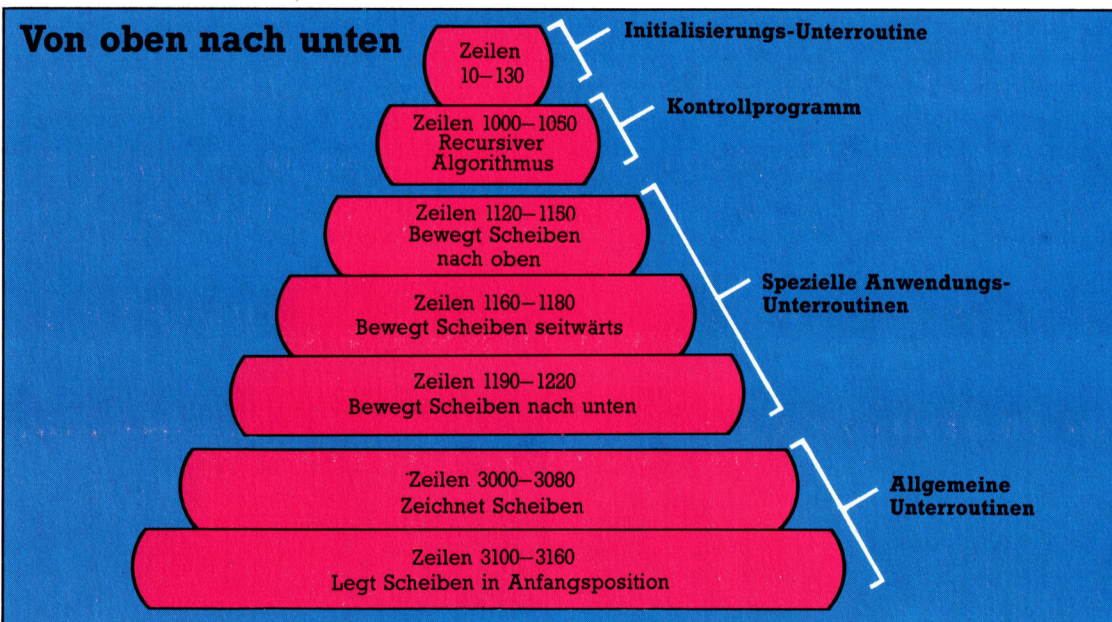 Von oben nach unten
Zeilen
10–130
Initialisierungs-Unterroutine
Zeilen 1000–1050
Recursiver
Algorithmus
Kontrollprogramm
Zeilen 1120–1150
Bewegt Scheiben
nach oben
Zeilen 1160–1180
Bewegt Scheiben seitwärts
Zeilen 1190–1220
Bewegt Scheiben nach unten
Spezielle Anwendungs-
Unterroutinen
Zeilen 3000–3080
Zeichnet Scheiben
Zeilen 3100–3160
Legt Scheiben in Anfangsposition
Allgemeine
Unterroutinen